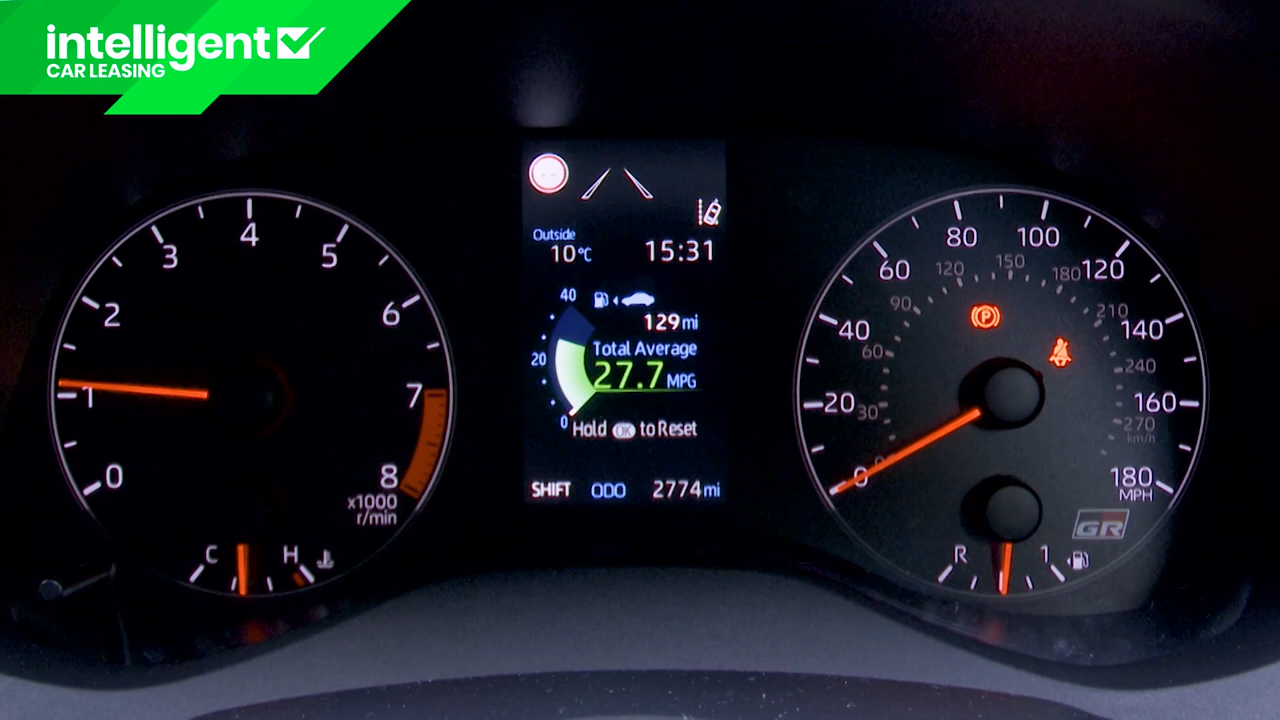 intelligent
CAR LEASING
Outside
10°C
15:31
40
129 mi
20
Total Average
27.7 MPG
0
Hold OK to Reset
SHIFT ODO 2774 mi
0
1
2
3
4
5
6
7
8
x1000
r/min
C
H
0
20
40
60
80
100
120
140
160
180
MPH
30
60
90
120
150
180
210
240
270
km/h
P
GR
R
1